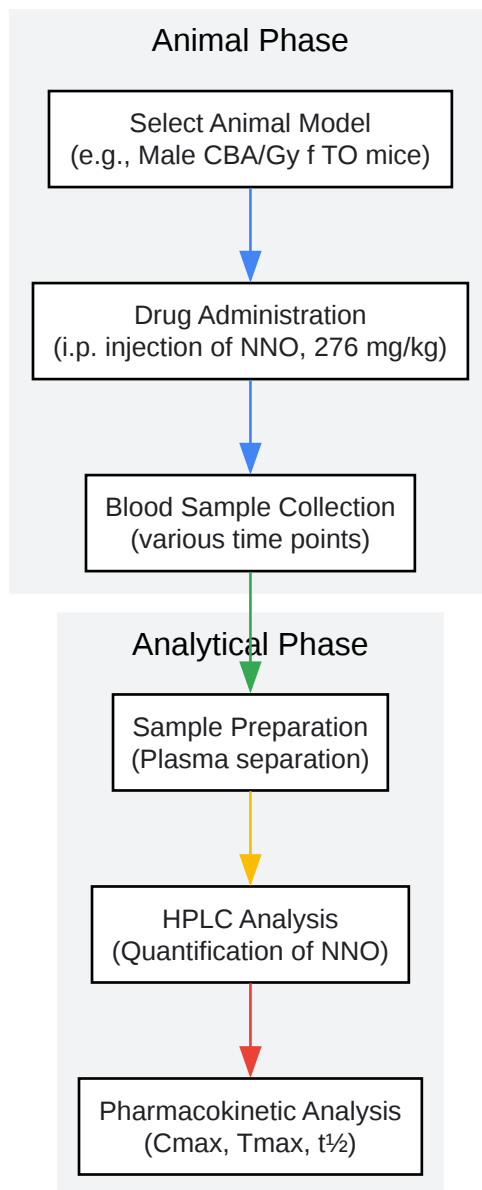 Animal Phase
Select Animal Model
(e.g., Male CBA/Gy f TO mice)
Drug Administration
(i.p. injection of NNO, 276 mg/kg)
Blood Sample Collection
(various time points)
Analytical Phase
Sample Preparation
(Plasma separation)
HPLC Analysis
(Quantification of NNO)
Pharmacokinetic Analysis
(Cmax, Tmax, t½)